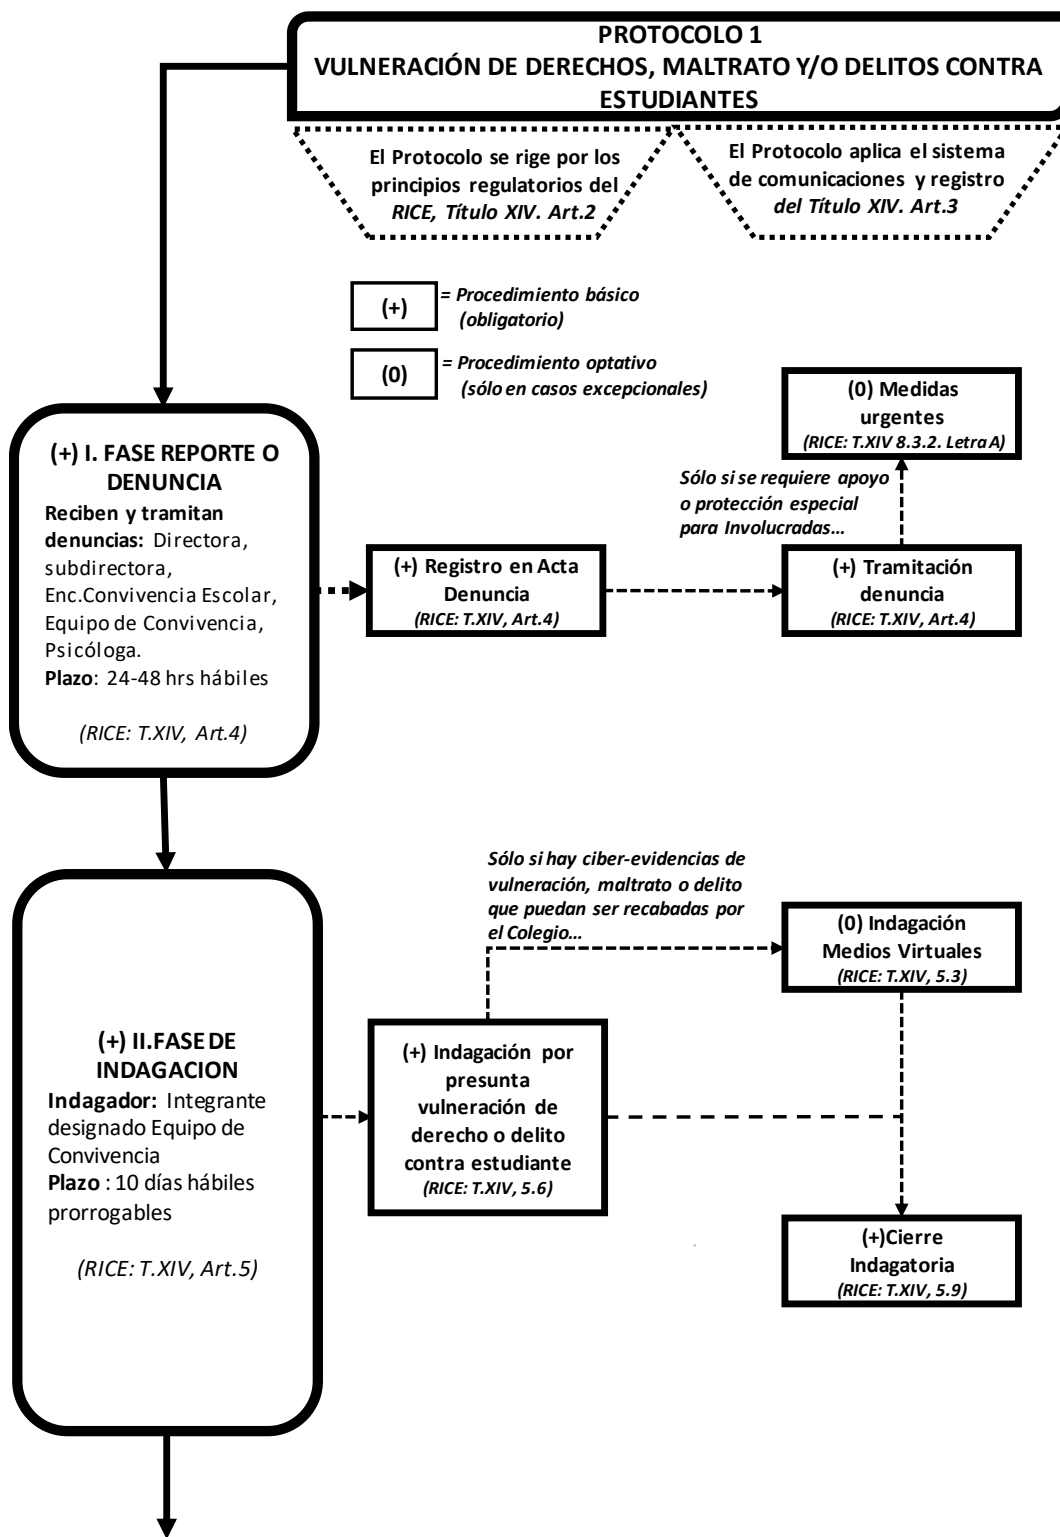 PROTOCOLO 1
VULNERACIÓN DE DERECHOS, MALTRATO Y/O DELITOS CONTRA
ESTUDIANTES
El Protocolo se rige por los
principios regulatorios del
RICE, Título XIV. Art.2
El Protocolo aplica el sistema
de comunicaciones y registro
del Título XIV. Art.3
(+)
= Procedimiento básico
(obligatorio)
(0)
= Procedimiento optativo
(sólo en casos excepcionales)
(+) I. FASE REPORTE O
DENUNCIA
Reciben y tramitan
denuncias: Directora,
subdirectora,
Enc.Convivencia Escolar,
Equipo de Convivencia,
Psicóloga.
Plazo: 24-48 hrs hábiles
(RICE: T.XIV, Art.4)
(+) Registro en Acta
Denuncia
(RICE: T.XIV, Art.4)
(0) Medidas
urgentes
(RICE: T.XIV 8.3.2. Letra A)
Sólo si se requiere apoyo
o protección especial
para Involucradas...
(+) Tramitación
denuncia
(RICE: T.XIV, Art.4)
(+) II.FASE DE
INDAGACION
Indagador: Integrante
designado Equipo de
Convivencia
Plazo : 10 días hábiles
prorrogables
(RICE: T.XIV, Art.5)
Sólo si hay ciber-evidencias de
vulneración, maltrato o delito
que puedan ser recabadas por
el Colegio...
(+) Indagación por
presunta
vulneración de
derecho o delito
contra estudiante
(RICE: T.XIV, 5.6)
(0) Indagación
Medios Virtuales
(RICE: T.XIV, 5.3)
(+)Cierre
Indagatoria
(RICE: T.XIV, 5.9)